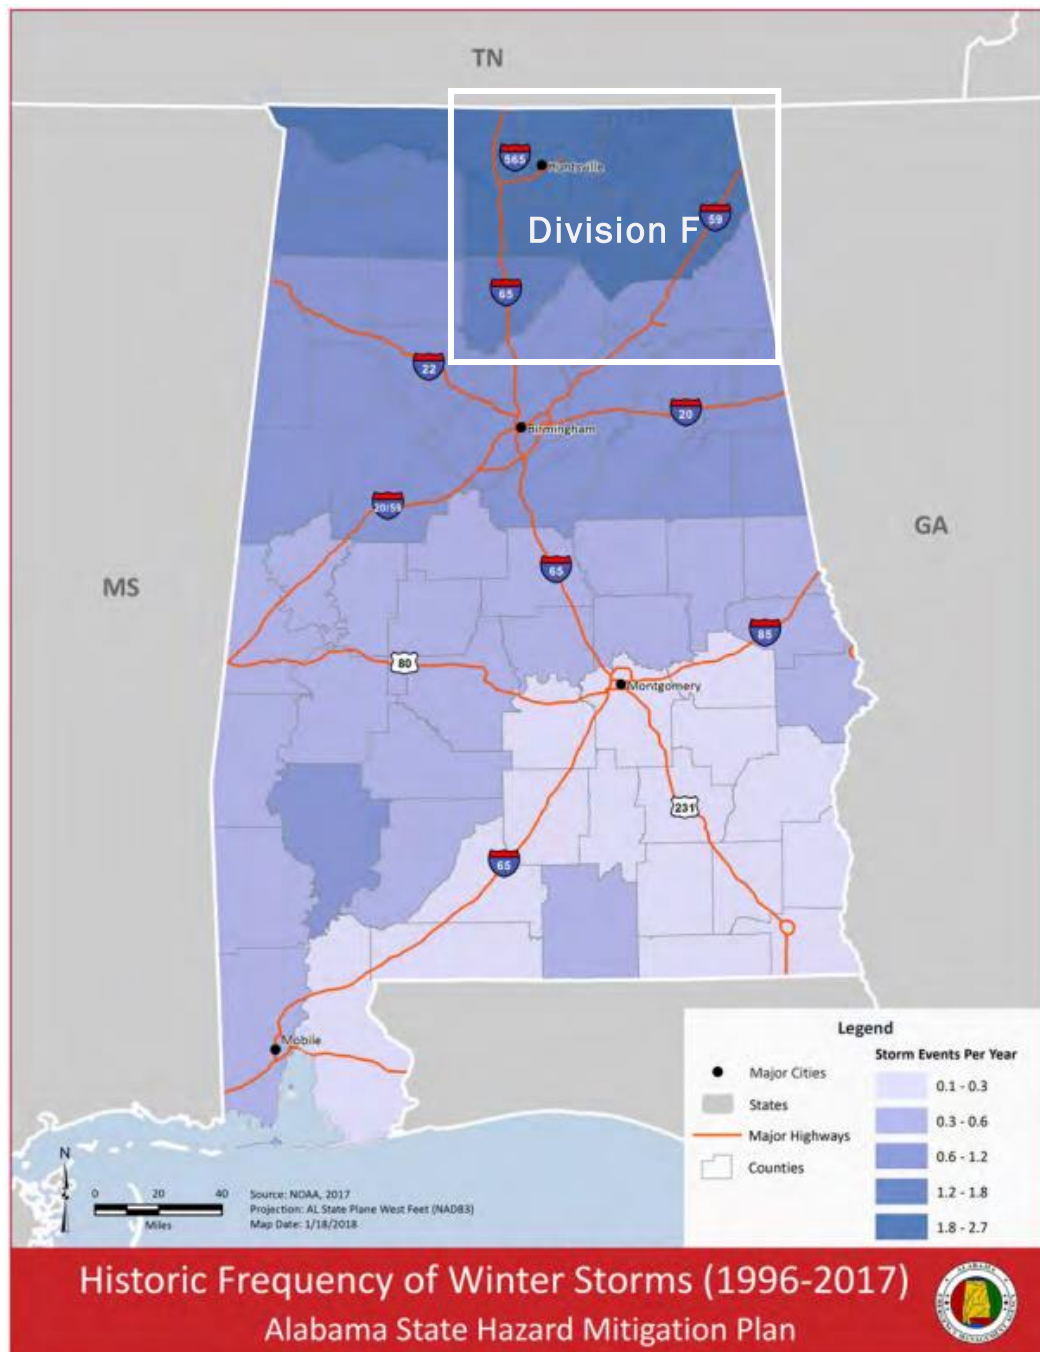 TN
565
Huntsville
59
Division F
65
22
20
Birmingham
20/59
GA
65
MS
85
80
Montgomery
231
65
Legend
Mobile
Storm Events Per Year
Major Cities
0.1 - 0.3
States
0.3 - 0.6
Major Highways
0.6 - 1.2
Counties
1.2 - 1.8
1.8 - 2.7
N
0 20 40
Miles
Source: NOAA, 2017
Projection: AL State Plane West Feet (NAD83)
Map Date: 1/18/2018
Historic Frequency of Winter Storms (1996-2017)
Alabama State Hazard Mitigation Plan
ALABAMA
EMERGENCY MANAGEMENT AGENCY